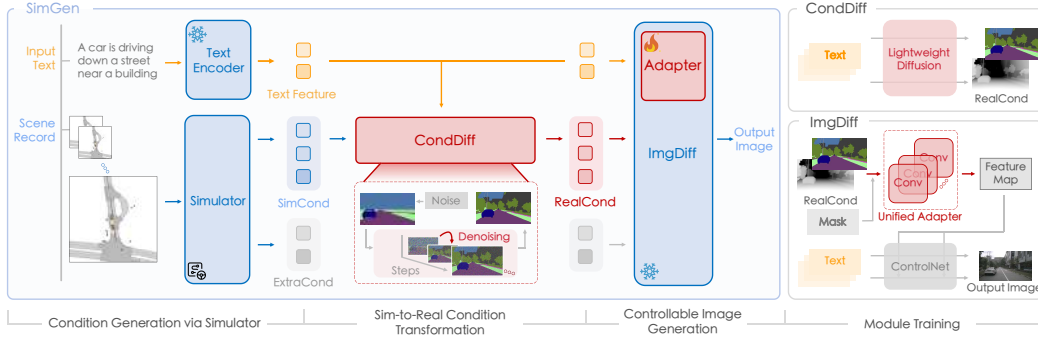 SimGen
Input
Text
A car is driving
down a street
near a building
Text
Encoder
Text Feature
Adapter
Scene
Record
Simulator
SimCond
ExtraCond
CondDiff
Noise
Denoising
Steps
RealCond
ImgDiff
Output
Image
CondDiff
Text
Lightweight
Diffusion
RealCond
ImgDiff
RealCond
Mask
Conv
Conv
Conv
Unified Adapter
Feature
Map
Text
ControlNet
Output Image
Condition Generation via Simulator
Sim-to-Real Condition
Transformation
Controllable Image
Generation
Module Training